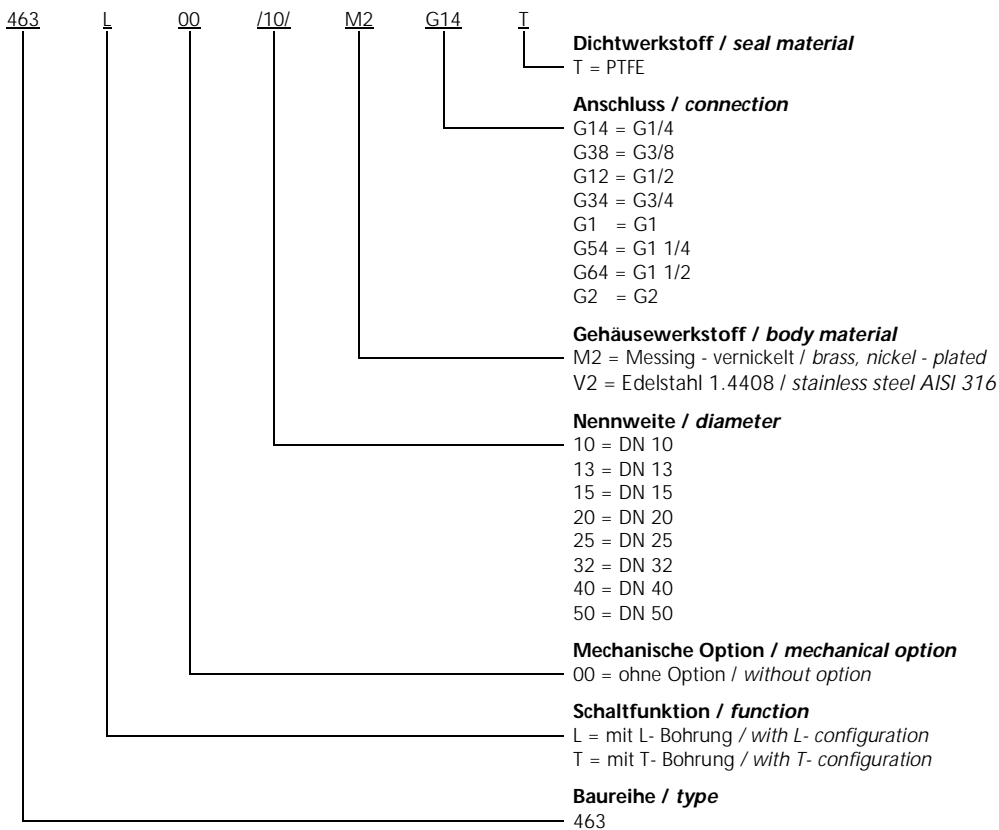 463 L 00 /10/ M2 G14 T
Dichtwerkstoff / seal material
T = PTFE
Anschluss / connection
G14 = G1/4
G38 = G3/8
G12 = G1/2
G34 = G3/4
G1 = G1
G54 = G1 1/4
G64 = G1 1/2
G2 = G2
Gehäusewerkstoff / body material
M2 = Messing - vernickelt / brass, nickel - plated
V2 = Edelstahl 1.4408 / stainless steel AISI 316
Nennweite / diameter
10 = DN 10
13 = DN 13
15 = DN 15
20 = DN 20
25 = DN 25
32 = DN 32
40 = DN 40
50 = DN 50
Mechanische Option / mechanical option
00 = ohne Option / without option
Schaltfunktion / function
L = mit L- Bohrung / with L- configuration
T = mit T- Bohrung / with T- configuration
Baureihe / type
463